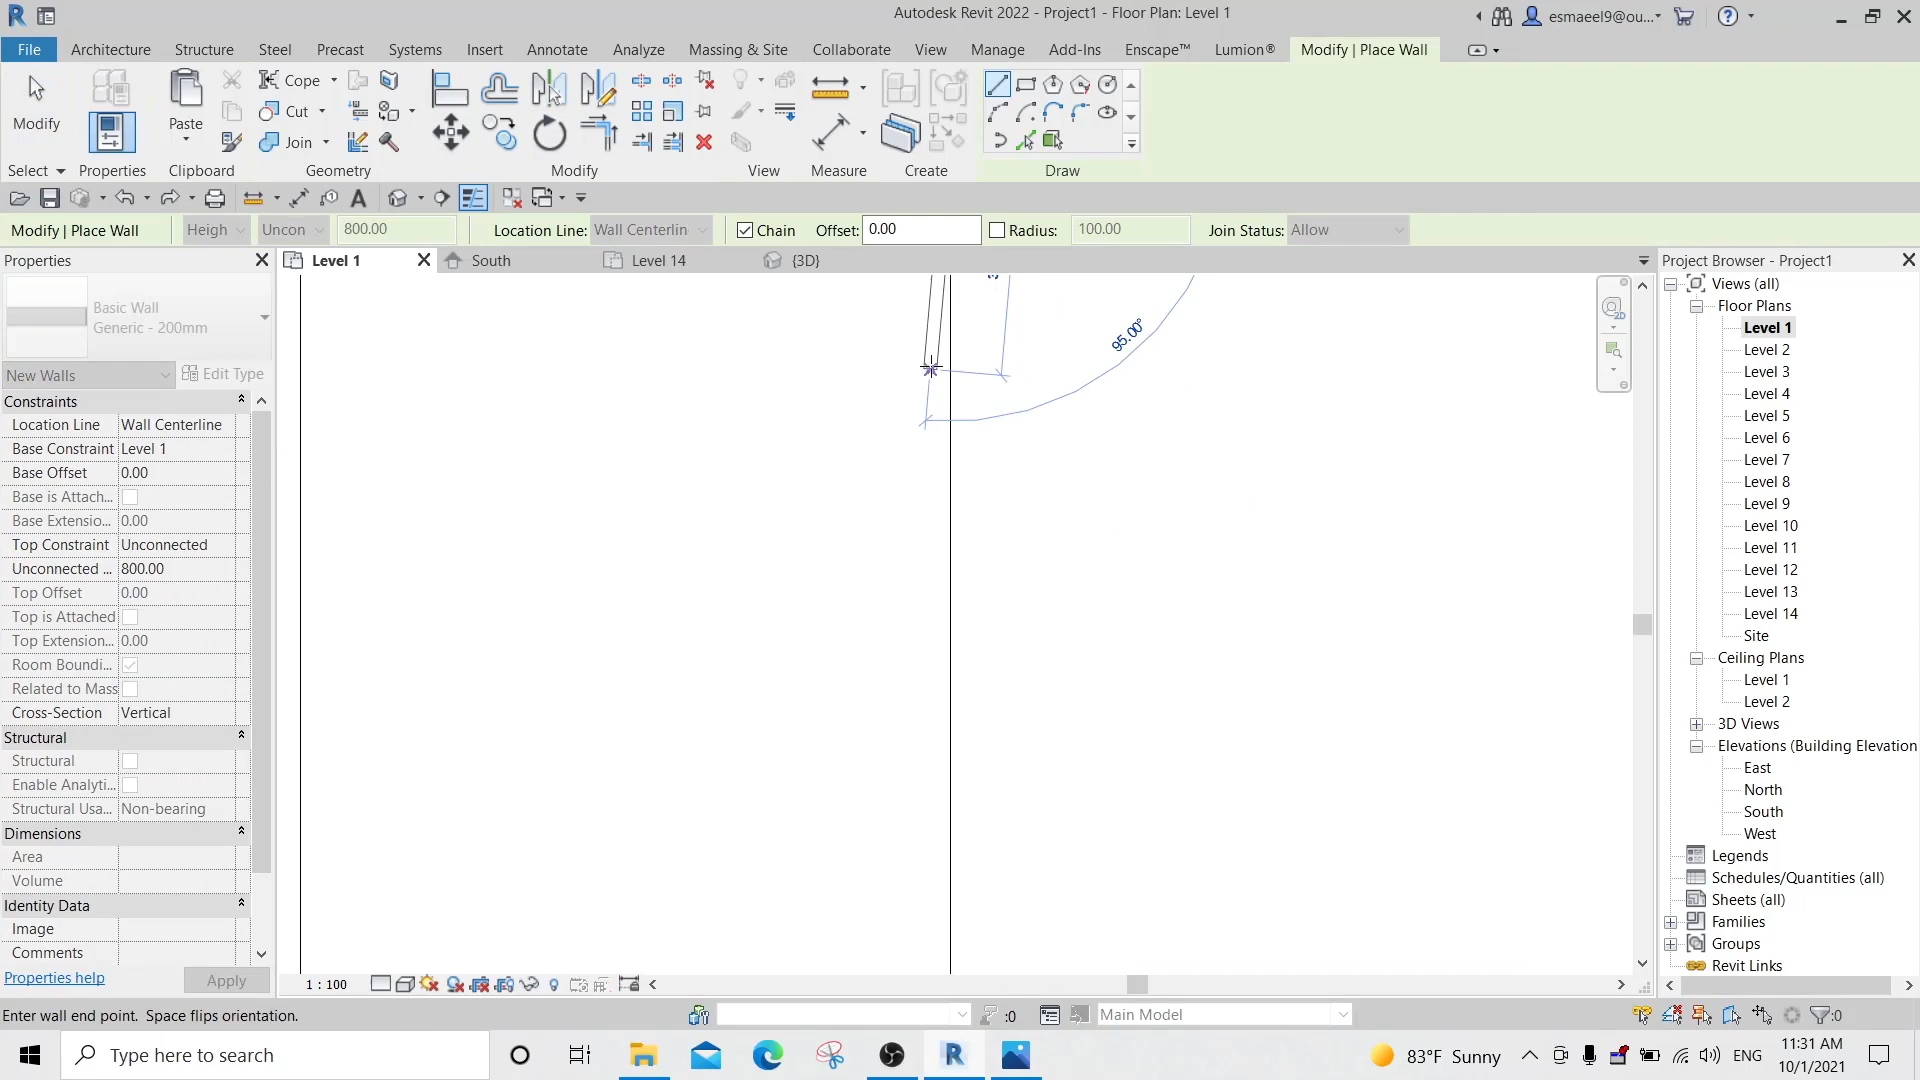 Autodesk Revit 2022 - Project1 - Floor Plan: Level 1
esmaeel9@ou...
File
Architecture
Structure
Steel
Precast
Systems
Insert
Annotate
Analyze
Massing & Site
Collaborate
View
Manage
Add-Ins
Enscape™
Lumion®
Modify | Place Wall
Modify
Paste
Cope
Cut
Join
Select
Properties
Clipboard
Geometry
Modify
View
Measure
Create
Draw
Modify | Place Wall
Heigh
Uncon
800.00
Location Line:
Wall Centerlin
Chain
Offset:
0.00
Radius:
100.00
Join Status:
Allow
Properties
Basic Wall
Generic - 200mm
New Walls
Edit Type
Constraints
Location Line Wall Centerline
Base Constraint Level 1
Base Offset 0.00
Base is Attach...
Base Extensio... 0.00
Top Constraint Unconnected
Unconnected ... 800.00
Top Offset 0.00
Top is Attached
Top Extension... 0.00
Room Boundi...
Related to Mass
Cross-Section Vertical
Structural
Structural
Enable Analyti...
Structural Usa... Non-bearing
Dimensions
Area
Volume
Identity Data
Image
Comments
Properties help
Apply
Level 1
South
Level 14
{3D}
95.00°
2D
1 : 100
Project Browser - Project1
Views (all)
Floor Plans
Level 1
Level 2
Level 3
Level 4
Level 5
Level 6
Level 7
Level 8
Level 9
Level 10
Level 11
Level 12
Level 13
Level 14
Site
Ceiling Plans
Level 1
Level 2
3D Views
Elevations (Building Elevation
East
North
South
West
Legends
Schedules/Quantities (all)
Sheets (all)
Families
Groups
Revit Links
Enter wall end point. Space flips orientation.
:0
Main Model
:0
Type here to search
83°F Sunny
ENG
11:31 AM
10/1/2021